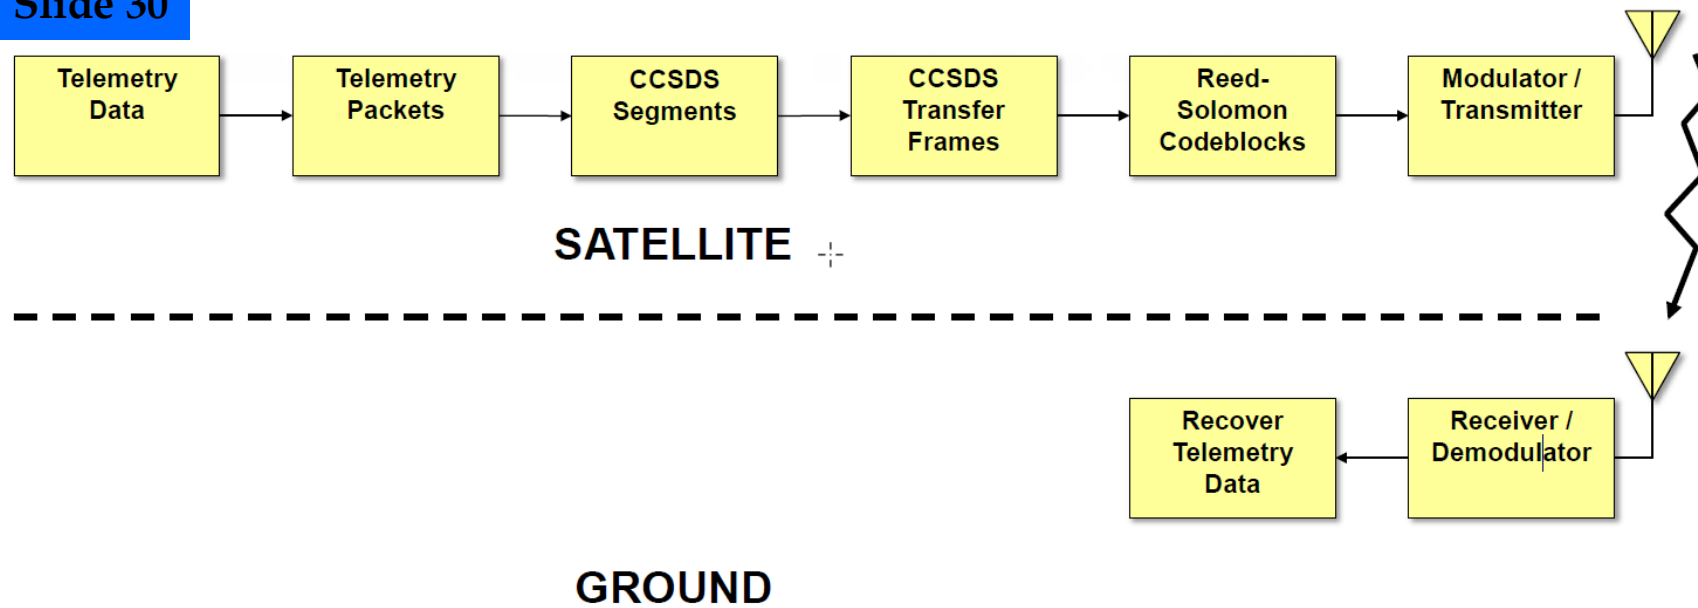 Slide 30
Telemetry
Data
Telemetry
Packets
CCSDS
Segments
CCSDS
Transfer
Frames
Reed-
Solomon
Codeblocks
Modulator /
Transmitter
SATELLITE
Recover
Telemetry
Data
Receiver /
Demodulator
GROUND